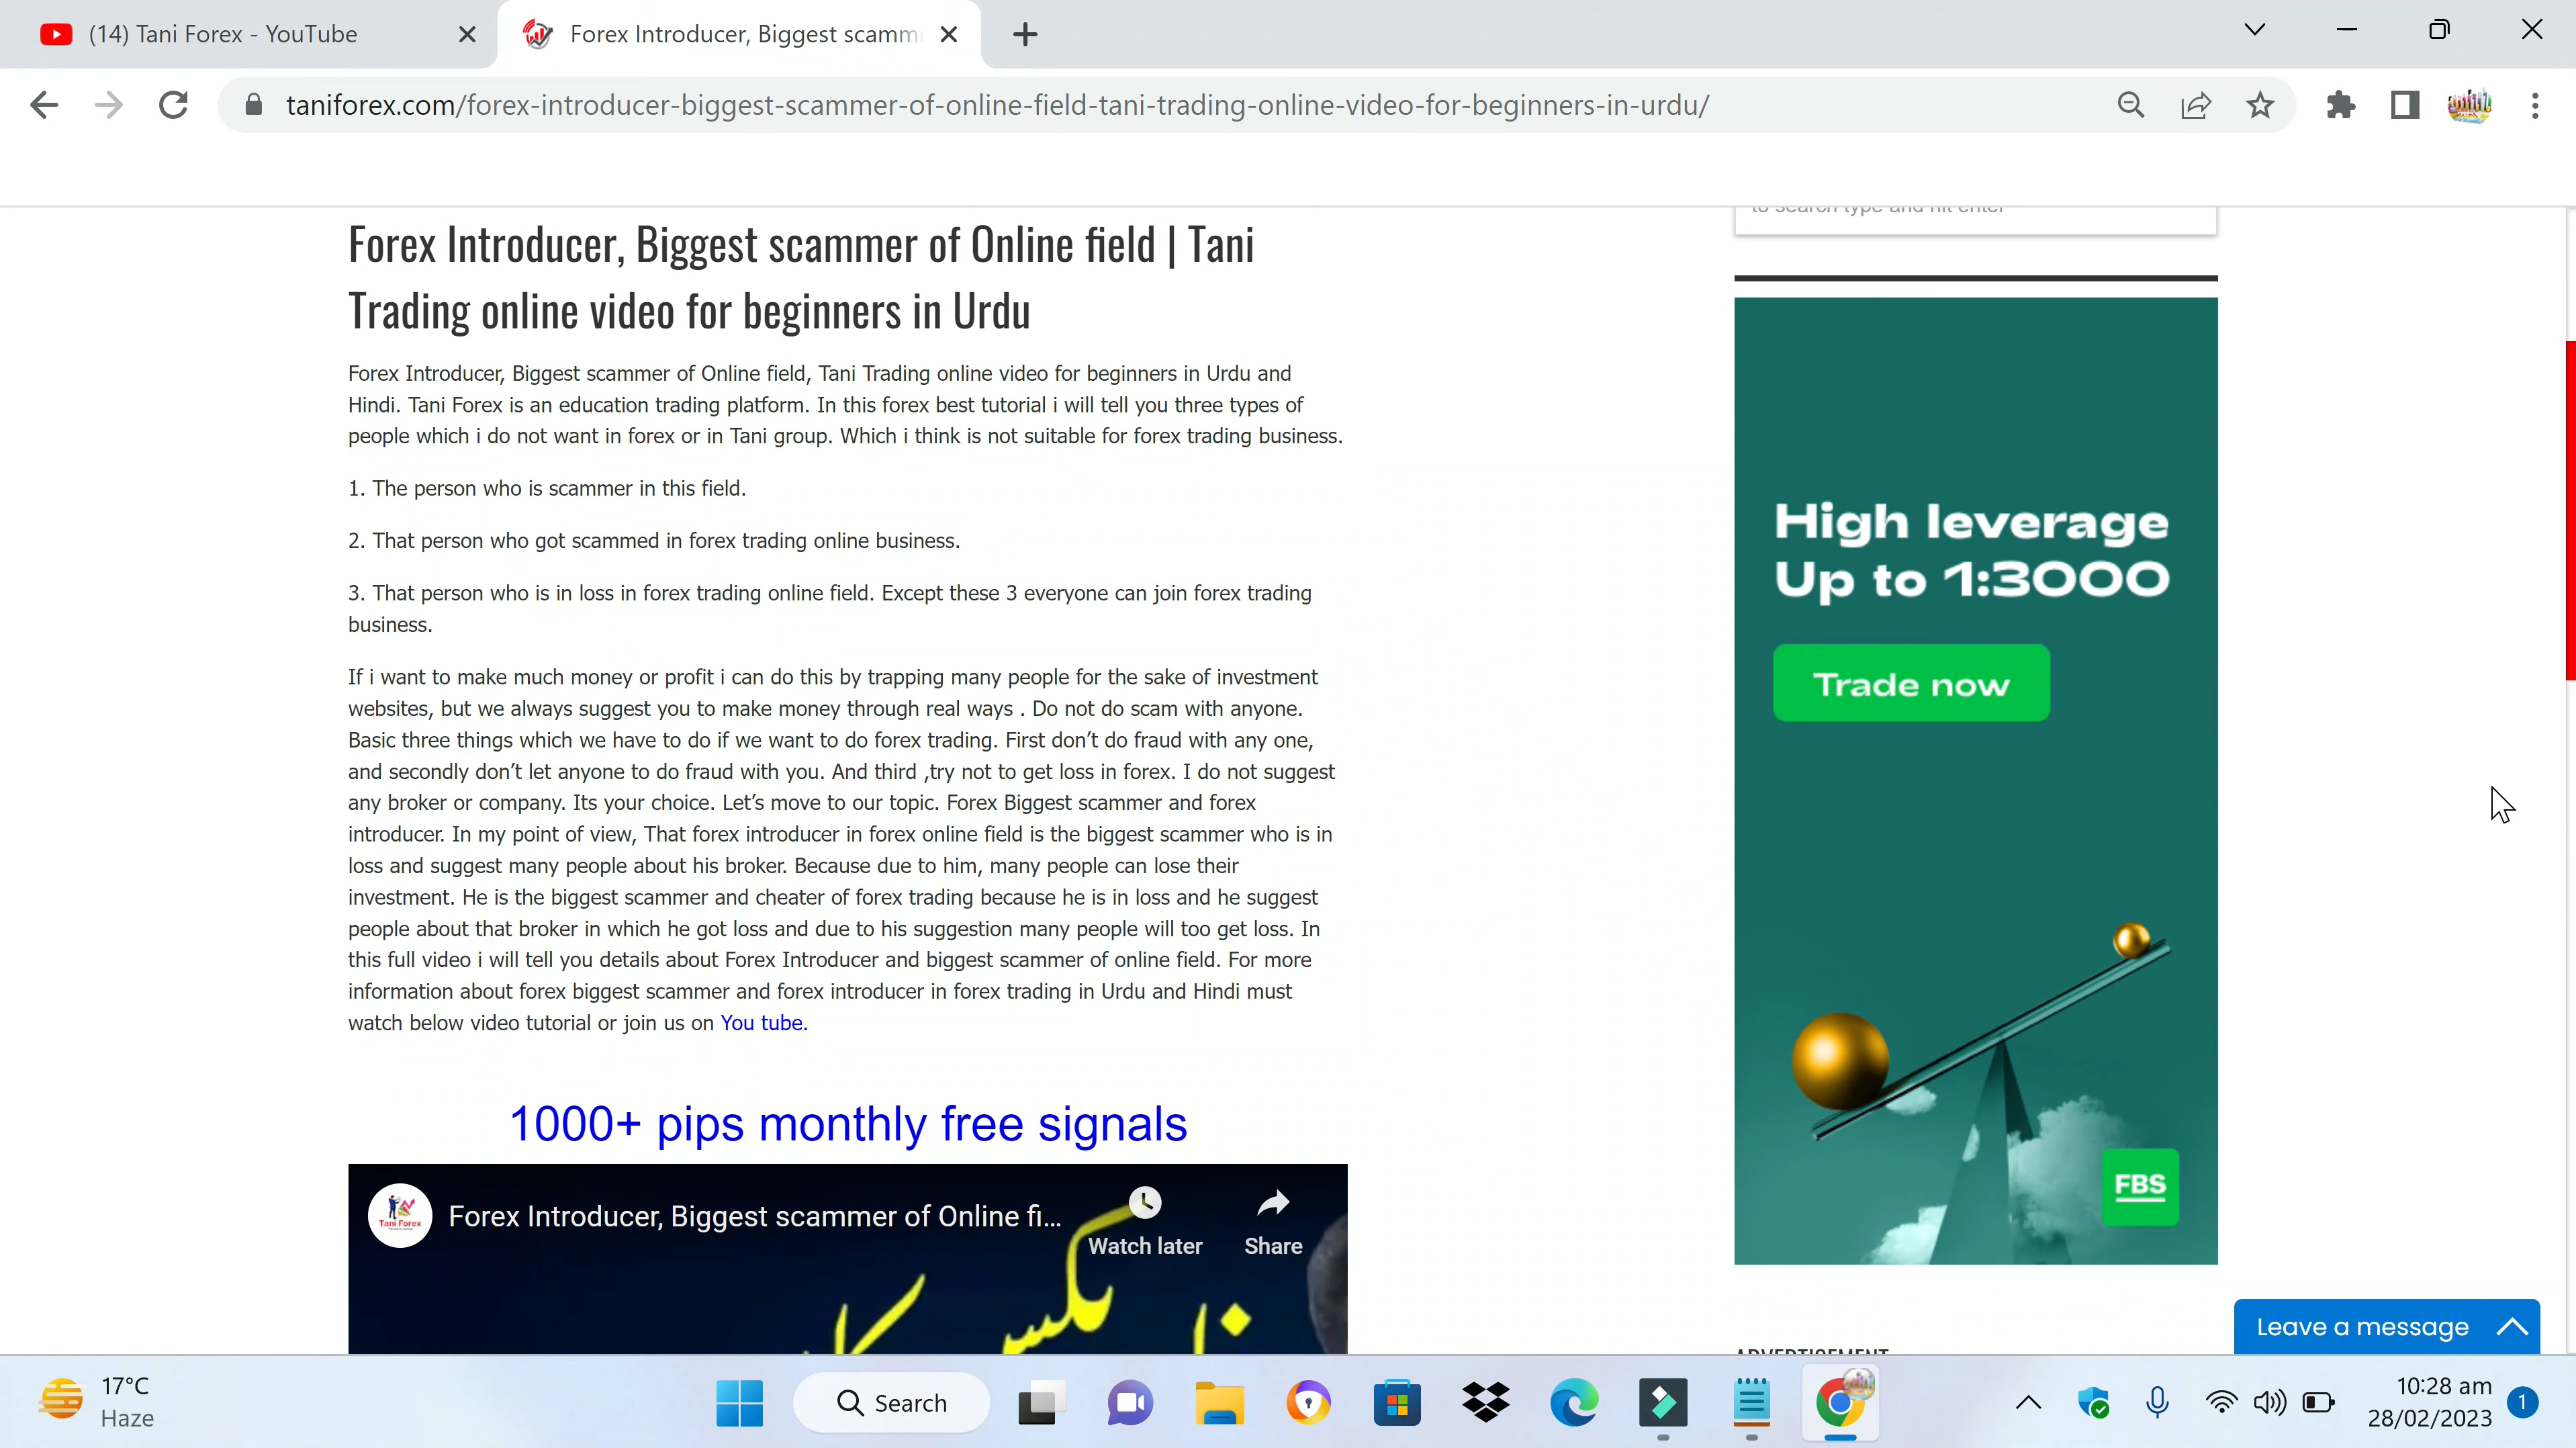 (14) Tani Forex - YouTube
Forex Introducer, Biggest scamm
taniforex.com/forex-introducer-biggest-scammer-of-online-field-tani-trading-online-video-for-beginners-in-urdu/
to search type and hit enter
Forex Introducer, Biggest scammer of Online field | Tani
Trading online video for beginners in Urdu
Forex Introducer, Biggest scammer of Online field, Tani Trading online video for beginners in Urdu and
Hindi. Tani Forex is an education trading platform. In this forex best tutorial i will tell you three types of
people which i do not want in forex or in Tani group. Which i think is not suitable for forex trading business.
1. The person who is scammer in this field.
2. That person who got scammed in forex trading online business.
3. That person who is in loss in forex trading online field. Except these 3 everyone can join forex trading
business.
If i want to make much money or profit i can do this by trapping many people for the sake of investment
websites, but we always suggest you to make money through real ways . Do not do scam with anyone.
Basic three things which we have to do if we want to do forex trading. First don’t do fraud with any one,
and secondly don’t let anyone to do fraud with you. And third ,try not to get loss in forex. I do not suggest
any broker or company. Its your choice. Let’s move to our topic. Forex Biggest scammer and forex
introducer. In my point of view, That forex introducer in forex online field is the biggest scammer who is in
loss and suggest many people about his broker. Because due to him, many people can lose their
investment. He is the biggest scammer and cheater of forex trading because he is in loss and he suggest
people about that broker in which he got loss and due to his suggestion many people will too get loss. In
this full video i will tell you details about Forex Introducer and biggest scammer of online field. For more
information about forex biggest scammer and forex introducer in forex trading in Urdu and Hindi must
watch below video tutorial or join us on You tube.
1000+ pips monthly free signals
Tani Forex
Forex Introducer, Biggest scammer of Online fi...
Watch later
Share
High leverage
Up to 1:3000
Trade now
FBS
ADVERTISEMENT
Leave a message
17°C
Haze
Search
10:28 am
28/02/2023
1